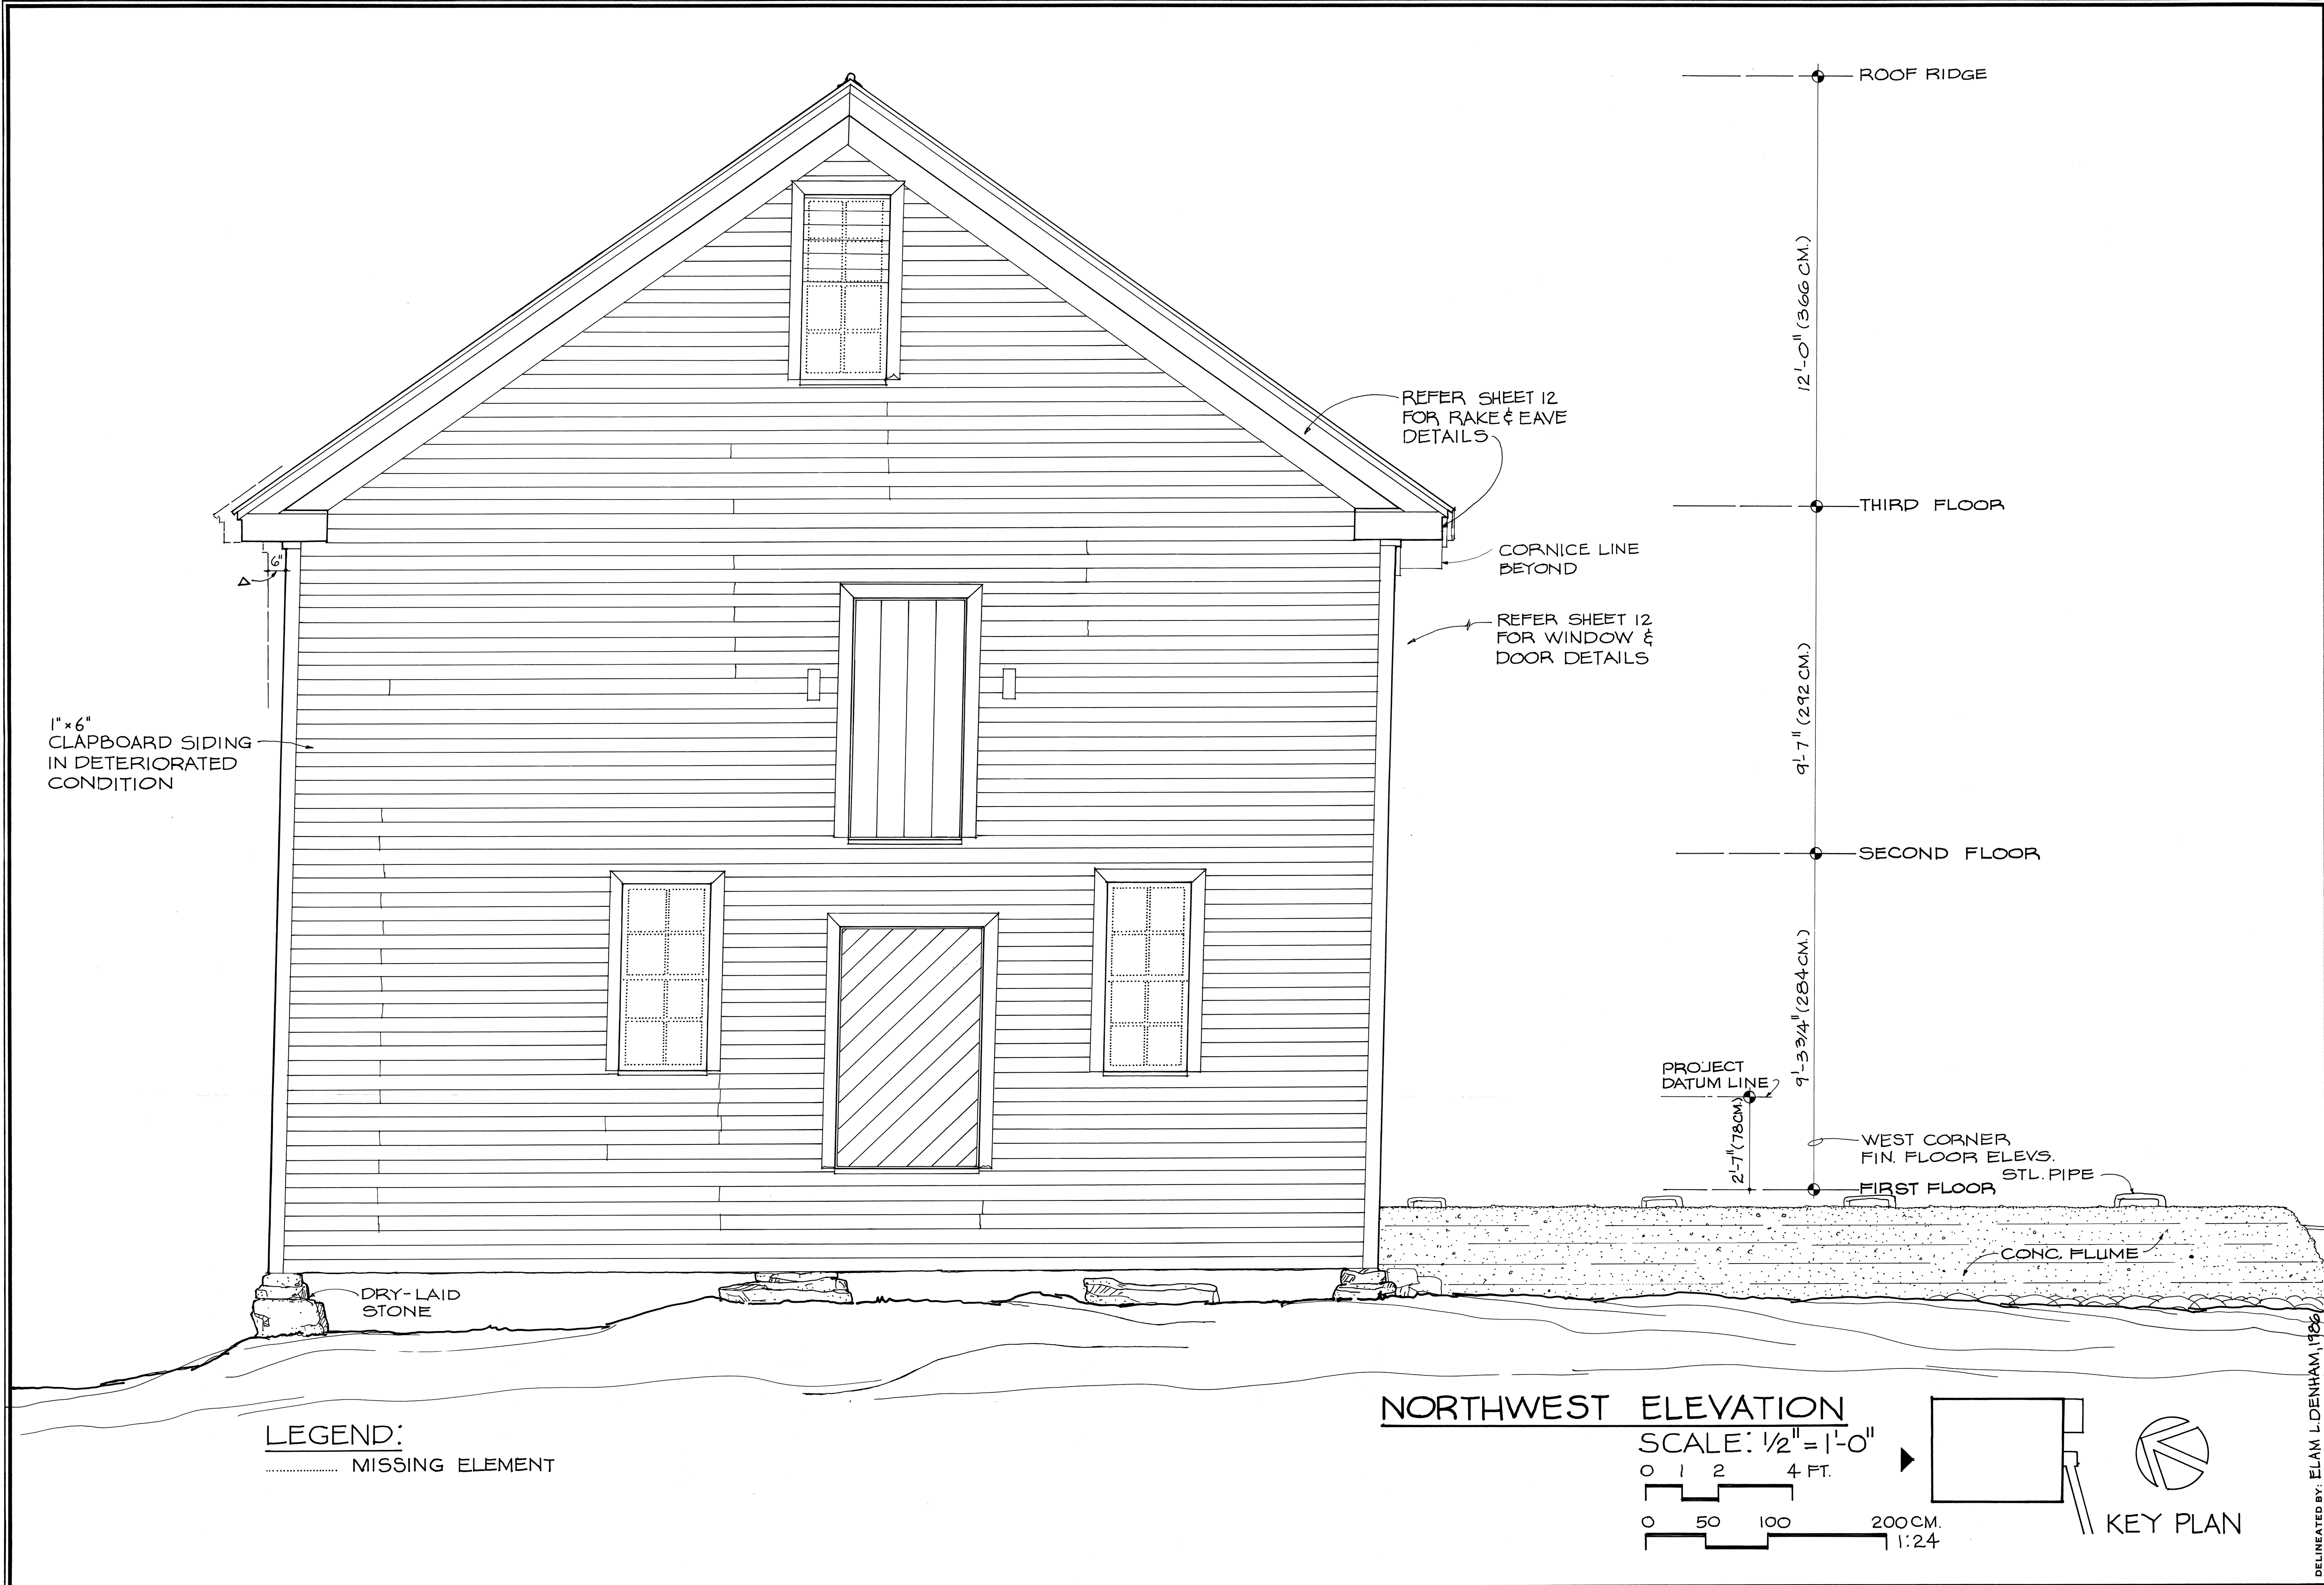 ROOF RIDGE
12'-0" (366 CM.)
REFER SHEET 12
FOR RAKE & EAVE
DETAILS
THIRD FLOOR
6"
Δ
CORNICE LINE
BEYOND
REFER SHEET 12
FOR WINDOW &
DOOR DETAILS
9'-7" (292 CM.)
1" × 6"
CLAPBOARD SIDING
IN DETERIORATED
CONDITION
SECOND FLOOR
9'-3 3/4" (284 CM.)
PROJECT
DATUM LINE
2'-7" (78CM.)
WEST CORNER
FIN. FLOOR ELEVS.
STL. PIPE
FIRST FLOOR
CONC. FLUME
DRY-LAID
STONE
LEGEND:
MISSING ELEMENT
NORTHWEST ELEVATION
SCALE: 1/2" = 1'-0"
0 1 2 4 FT.
0 50 100 200 CM.
1:24
KEY PLAN
DELINEATED BY: ELAM L. DENHAM, 1986